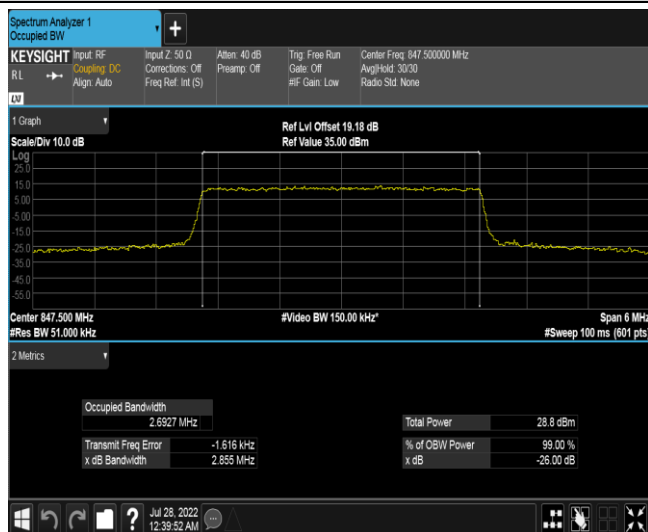 Spectrum Analyzer 1
Occupied BW
+
KEYSIGHT
RL
LXI
Input: RF
Coupling: DC
Align: Auto
Input Z: 50 Ω
Corrections: Off
Freq Ref: Int (S)
Atten: 40 dB
Preamp: Off
Trig: Free Run
Gate: Off
#IF Gain: Low
Center Freq: 847.500000 MHz
Avg|Hold: 30/30
Radio Std: None
1 Graph
Scale/Div 10.0 dB
Ref Lvl Offset 19.18 dB
Ref Value 35.00 dBm
Log
25.0
15.0
5.00
-5.00
-15.0
-25.0
-35.0
-45.0
-55.0
Center 847.500 MHz
#Res BW 51.000 kHz
#Video BW 150.00 kHz*
Span 6 MHz
#Sweep 100 ms (601 pts)
2 Metrics
Occupied Bandwidth
2.6927 MHz
Transmit Freq Error -1.616 kHz
x dB Bandwidth 2.855 MHz
Total Power 28.8 dBm
% of OBW Power 99.00 %
x dB -26.00 dB
?
Jul 28, 2022
12:39:52 AM